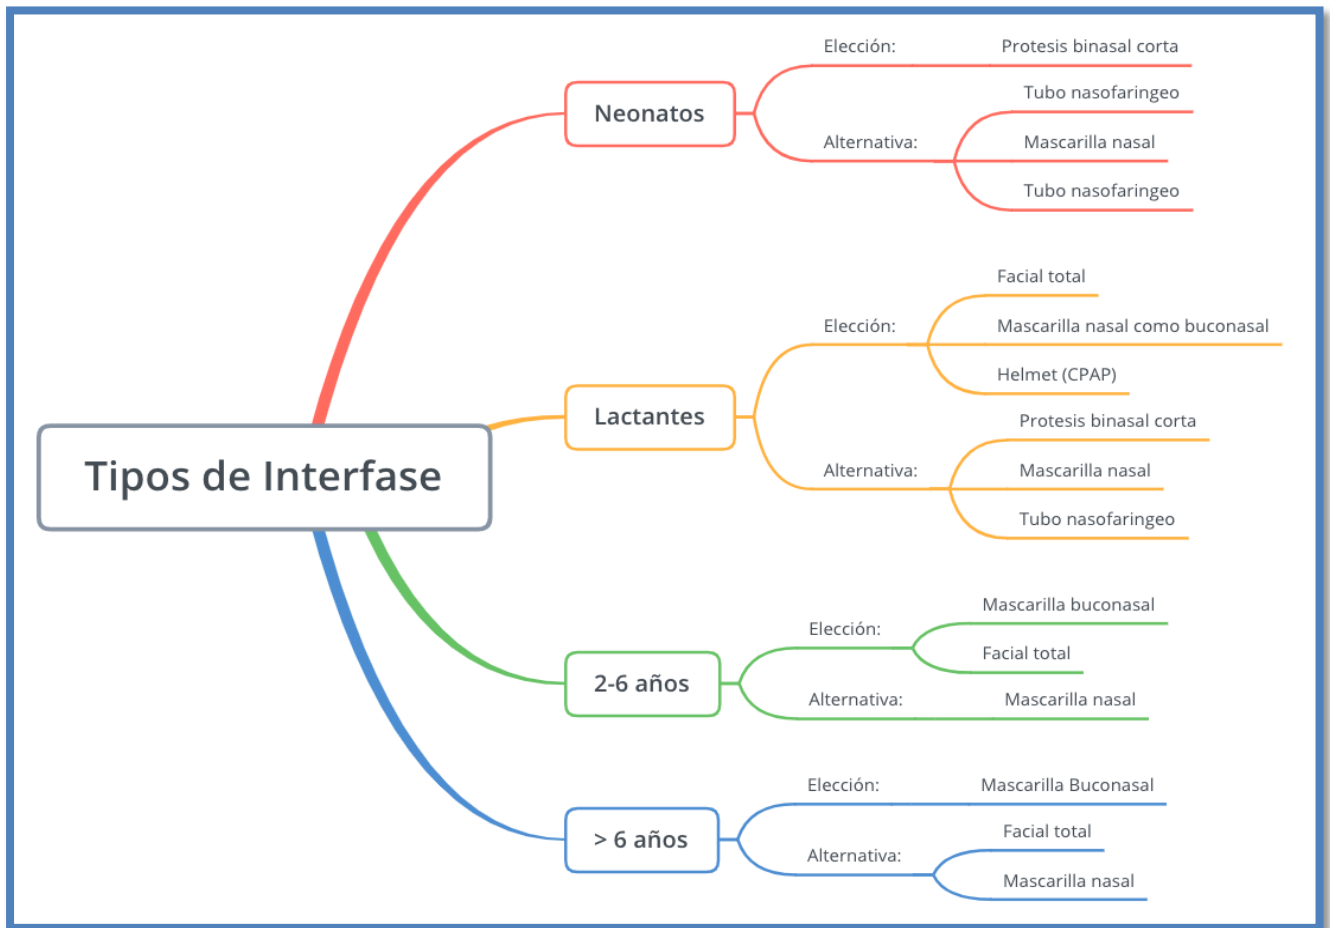 Tipos de Interfase
Neonatos
Elección:
Protesis binasal corta
Alternativa:
Tubo nasofaringeo
Mascarilla nasal
Tubo nasofaringeo
Lactantes
Elección:
Facial total
Mascarilla nasal como buconasal
Helmet (CPAP)
Alternativa:
Protesis binasal corta
Mascarilla nasal
Tubo nasofaringeo
2-6 años
Elección:
Mascarilla buconasal
Facial total
Alternativa:
Mascarilla nasal
> 6 años
Elección:
Mascarilla Buconasal
Alternativa:
Facial total
Mascarilla nasal